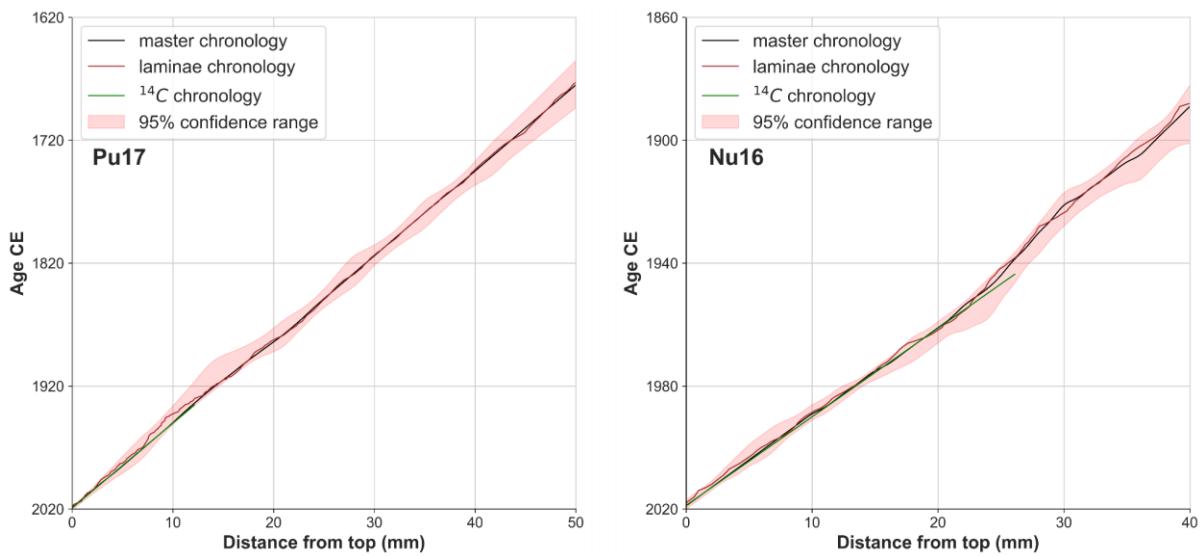 1620
1720
1820
1920
2020
Age CE
master chronology
laminae chronology
¹⁴C chronology
95% confidence range
Pu17
0
10
20
30
40
50
Distance from top (mm)
1860
1900
1940
1980
2020
Age CE
master chronology
laminae chronology
¹⁴C chronology
95% confidence range
Nu16
0
10
20
30
40
Distance from top (mm)